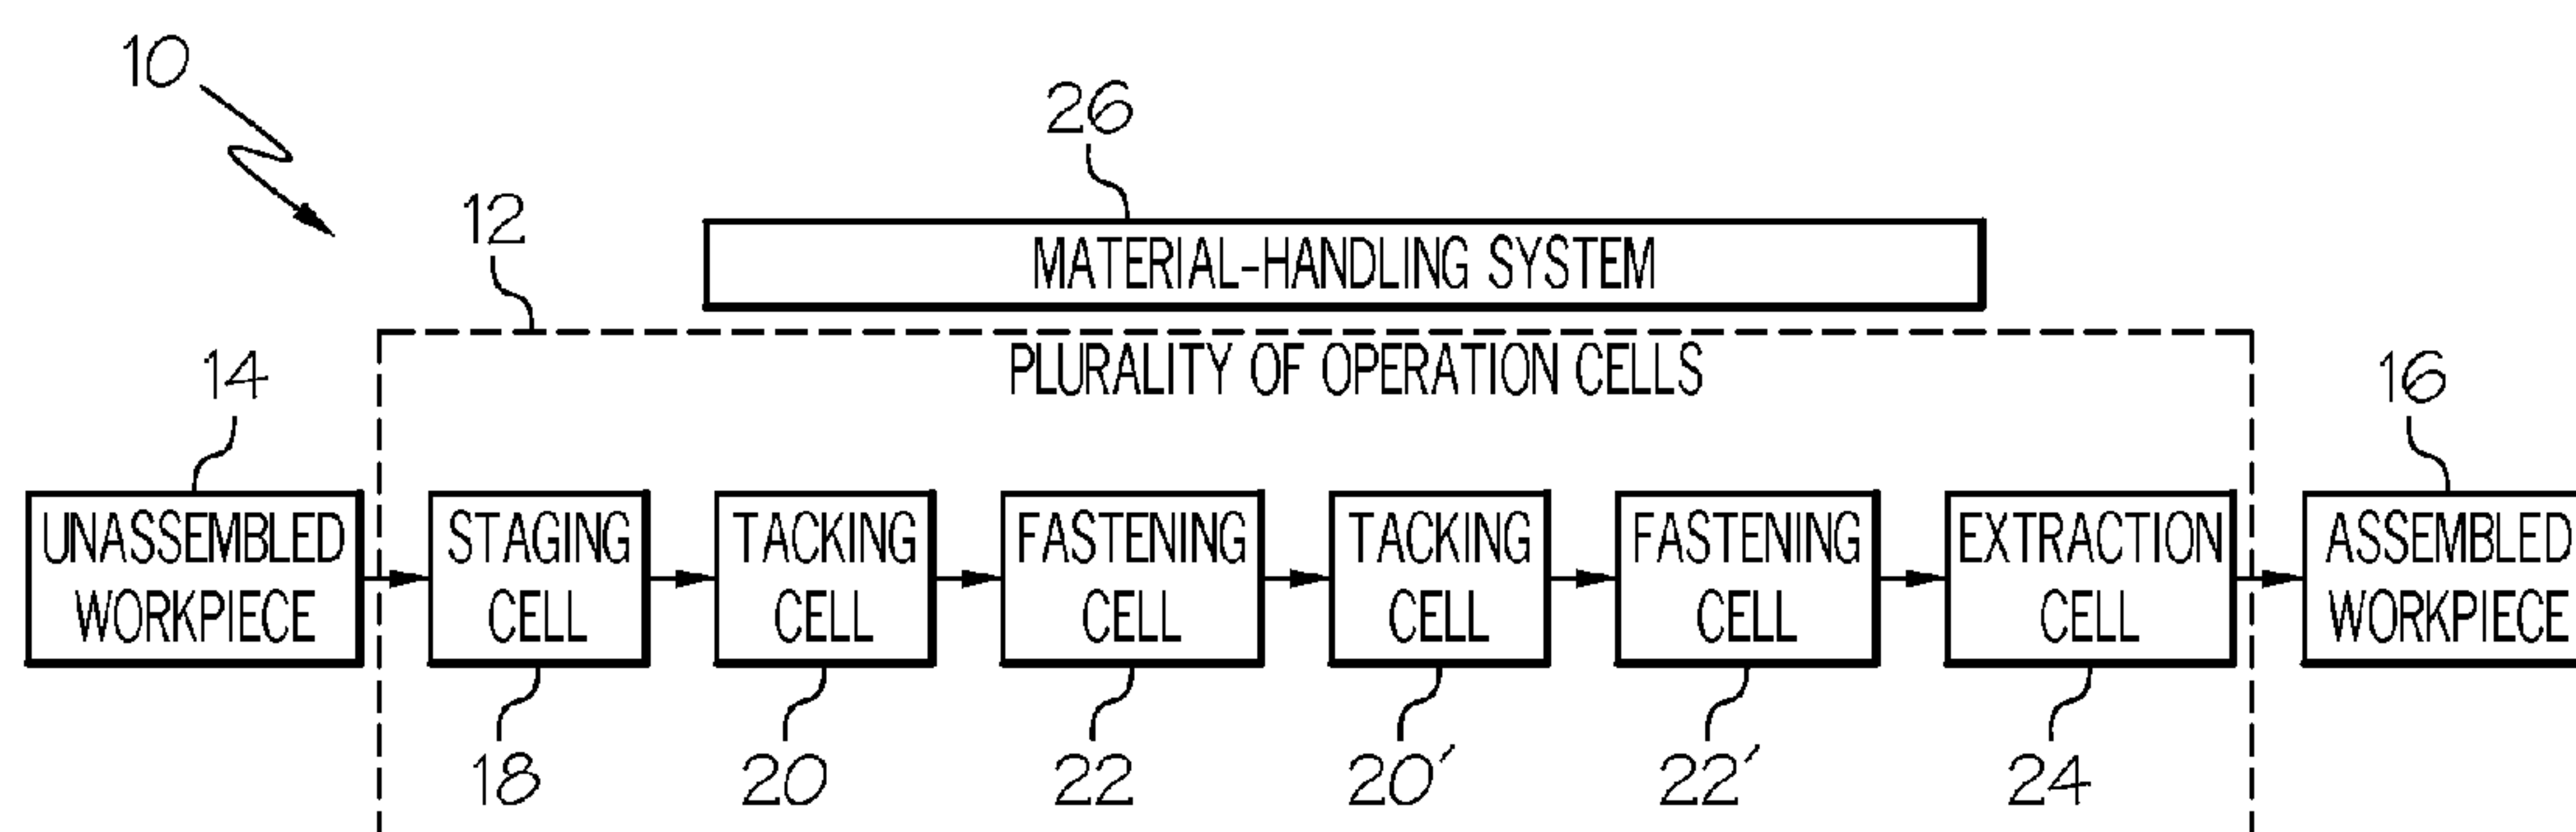 10
26
12
MATERIAL-HANDLING SYSTEM
PLURALITY OF OPERATION CELLS
14
16
UNASSEMBLED
WORKPIECE
STAGING
CELL
TACKING
CELL
FASTENING
CELL
TACKING
CELL
FASTENING
CELL
EXTRACTION
CELL
ASSEMBLED
WORKPIECE
18
20
22
20′
22′
24